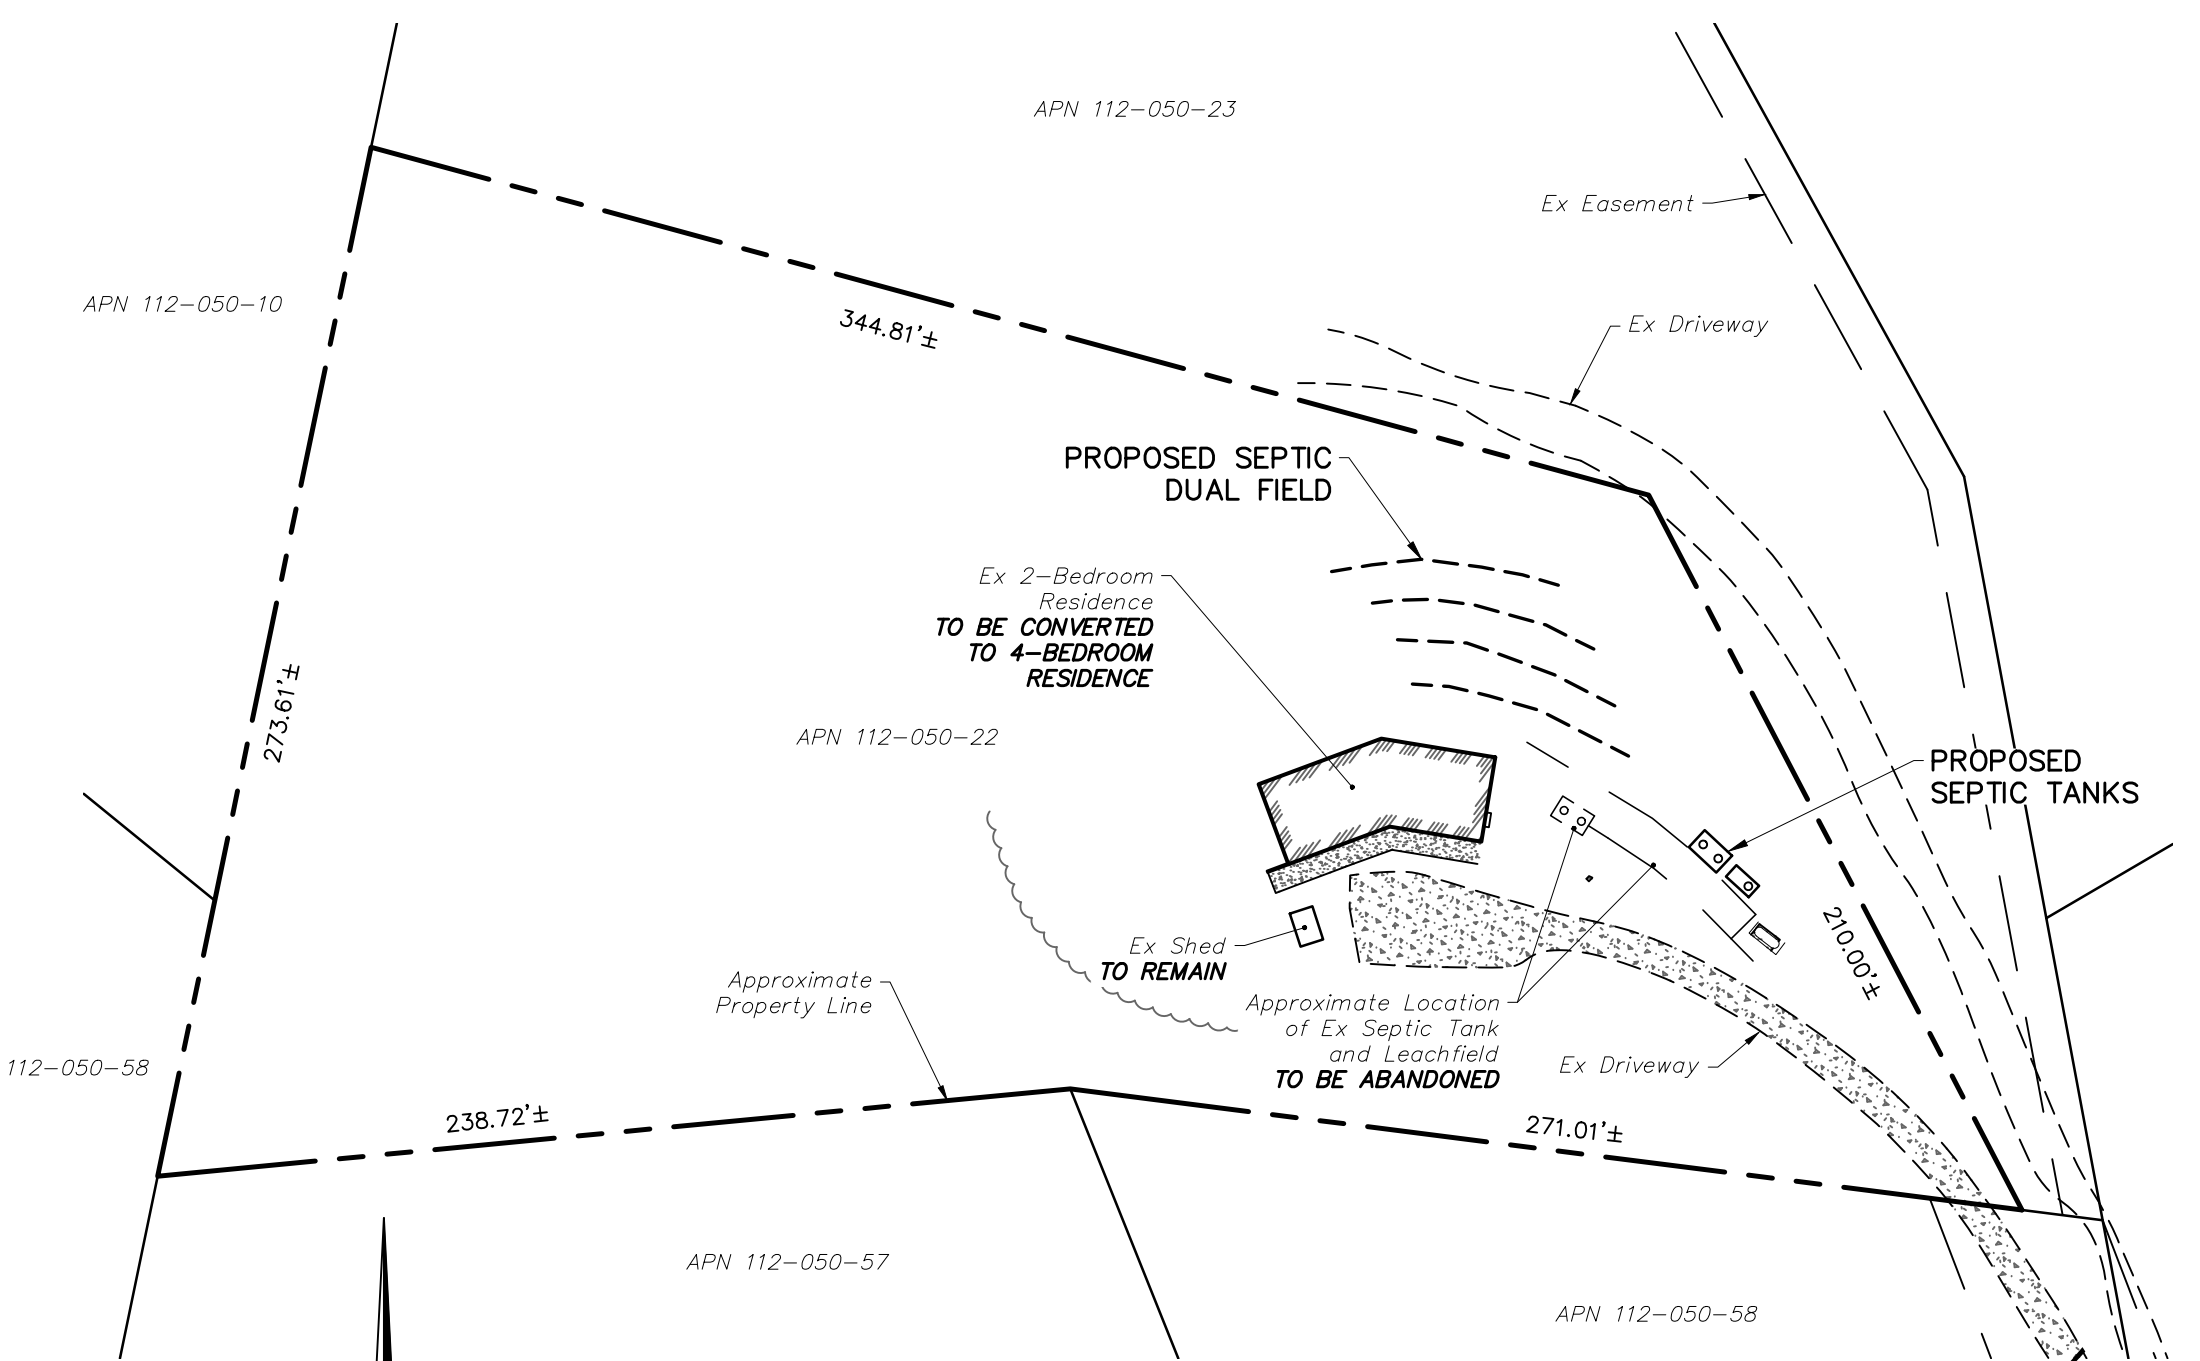 APN 112-050-23
Ex Easement
APN 112-050-10
Ex Driveway
344.81'±
PROPOSED SEPTIC
DUAL FIELD
Ex 2-Bedroom
Residence
TO BE CONVERTED
TO 4-BEDROOM
RESIDENCE
273.61'±
APN 112-050-22
PROPOSED
SEPTIC TANKS
210.00'±
Ex Shed
TO REMAIN
Approximate
Property Line
Approximate Location
of Ex Septic Tank
and Leachfield
TO BE ABANDONED
Ex Driveway
112-050-58
238.72'±
271.01'±
APN 112-050-57
APN 112-050-58